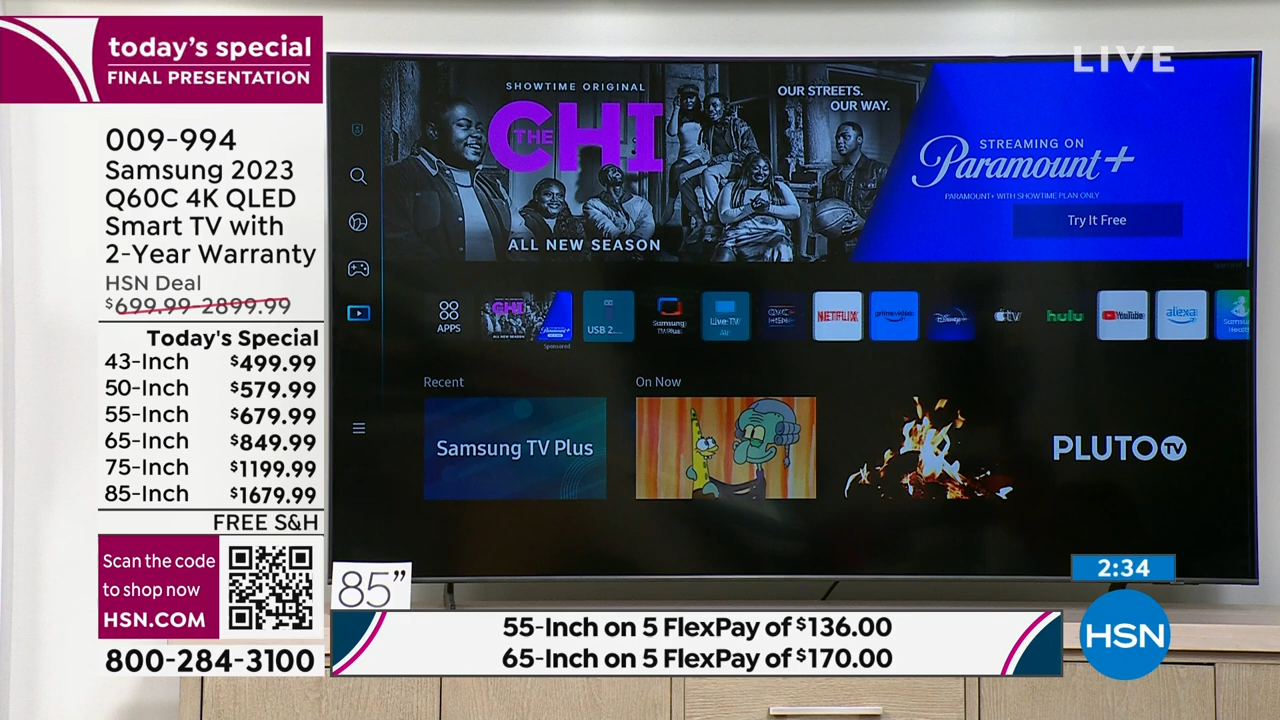 today's special
FINAL PRESENTATION
009-994
Samsung 2023
Q60C 4K QLED
Smart TV with
2-Year Warranty
HSN Deal
$699.99-2899.99
Today's Special
43-Inch $499.99
50-Inch $579.99
55-Inch $679.99
65-Inch $849.99
75-Inch $1199.99
85-Inch $1679.99
FREE S&H
Scan the code
to shop now
HSN.COM
800-284-3100
LIVE
SHOWTIME ORIGINAL
THE CHI
ALL NEW SEASON
OUR STREETS.
OUR WAY.
STREAMING ON
Paramount+
PARAMOUNT+ WITH SHOWTIME PLAN ONLY
Try It Free
APPS
Sponsored
USB 2....
Samsung
TV Plus
Live TV
Air
QVC+
HSN+
NETFLIX
prime video
Disney+
tv
hulu
YouTube
alexa
Samsu
Health
Recent
On Now
Samsung TV Plus
PLUTO TV
85"
2:34
HSN
55-Inch on 5 FlexPay of $136.00
65-Inch on 5 FlexPay of $170.00